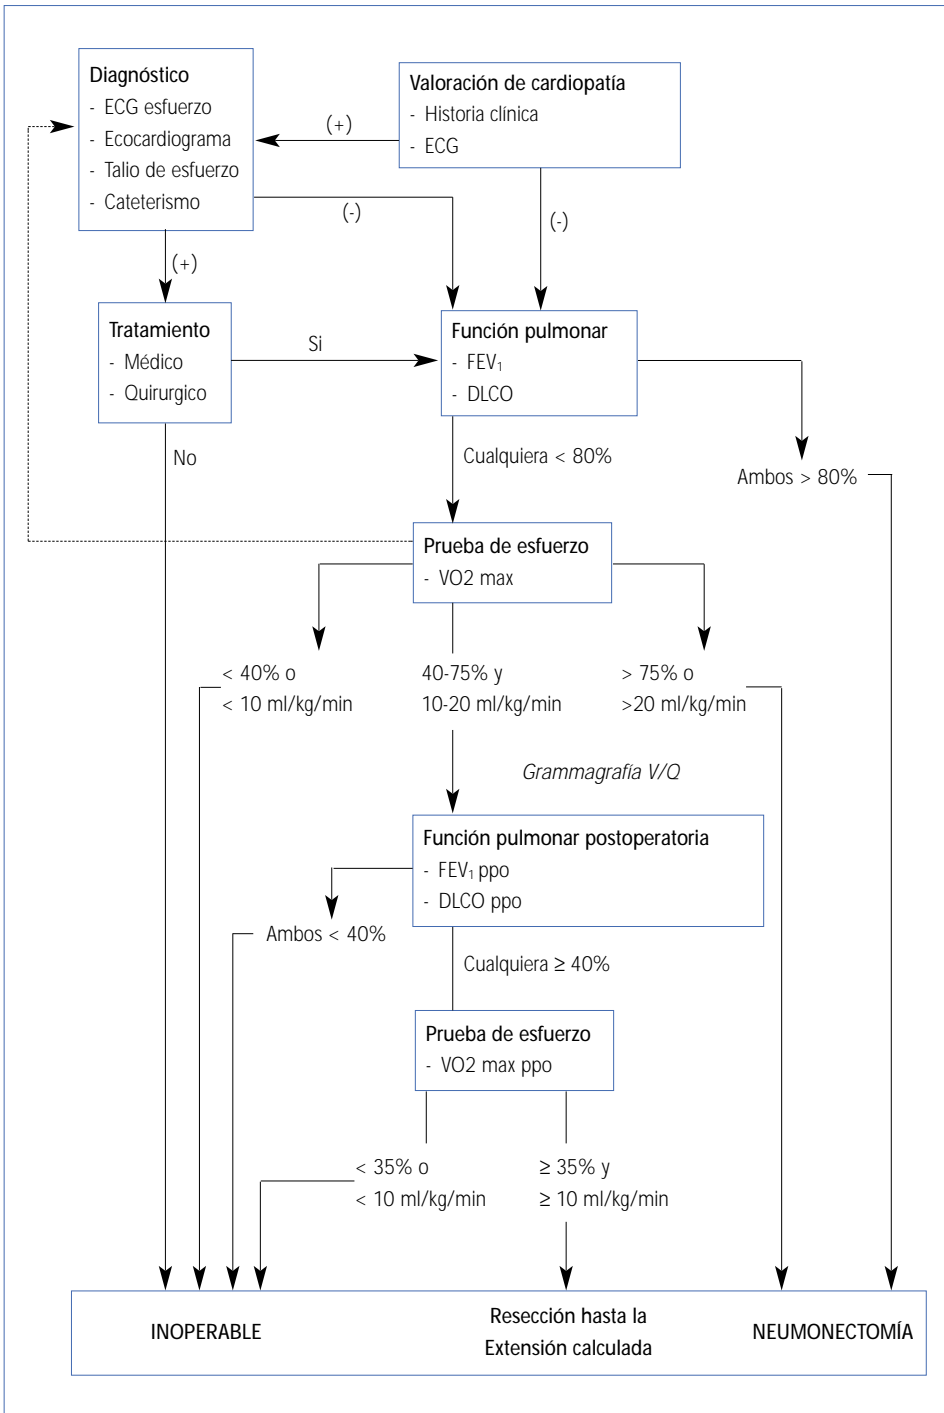 Diagnóstico
- ECG esfuerzo
- Ecocardiograma
- Talio de esfuerzo
- Cateterismo
Valoración de cardiopatía
- Historia clínica
- ECG
(+)
(-)
(-)
(+)
Tratamiento
- Médico
- Quirurgico
Si
Función pulmonar
- FEV₁
- DLCO
No
Cualquiera < 80%
Ambos > 80%
Prueba de esfuerzo
- VO2 max
< 40% o
< 10 ml/kg/min
40-75% y
10-20 ml/kg/min
> 75% o
>20 ml/kg/min
Grammagrafía V/Q
Función pulmonar postoperatoria
- FEV₁ ppo
- DLCO ppo
Ambos < 40%
Cualquiera ≥ 40%
Prueba de esfuerzo
- VO2 max ppo
< 35% o
< 10 ml/kg/min
≥ 35% y
≥ 10 ml/kg/min
INOPERABLE
Resección hasta la
Extensión calculada
NEUMONECTOMÍA